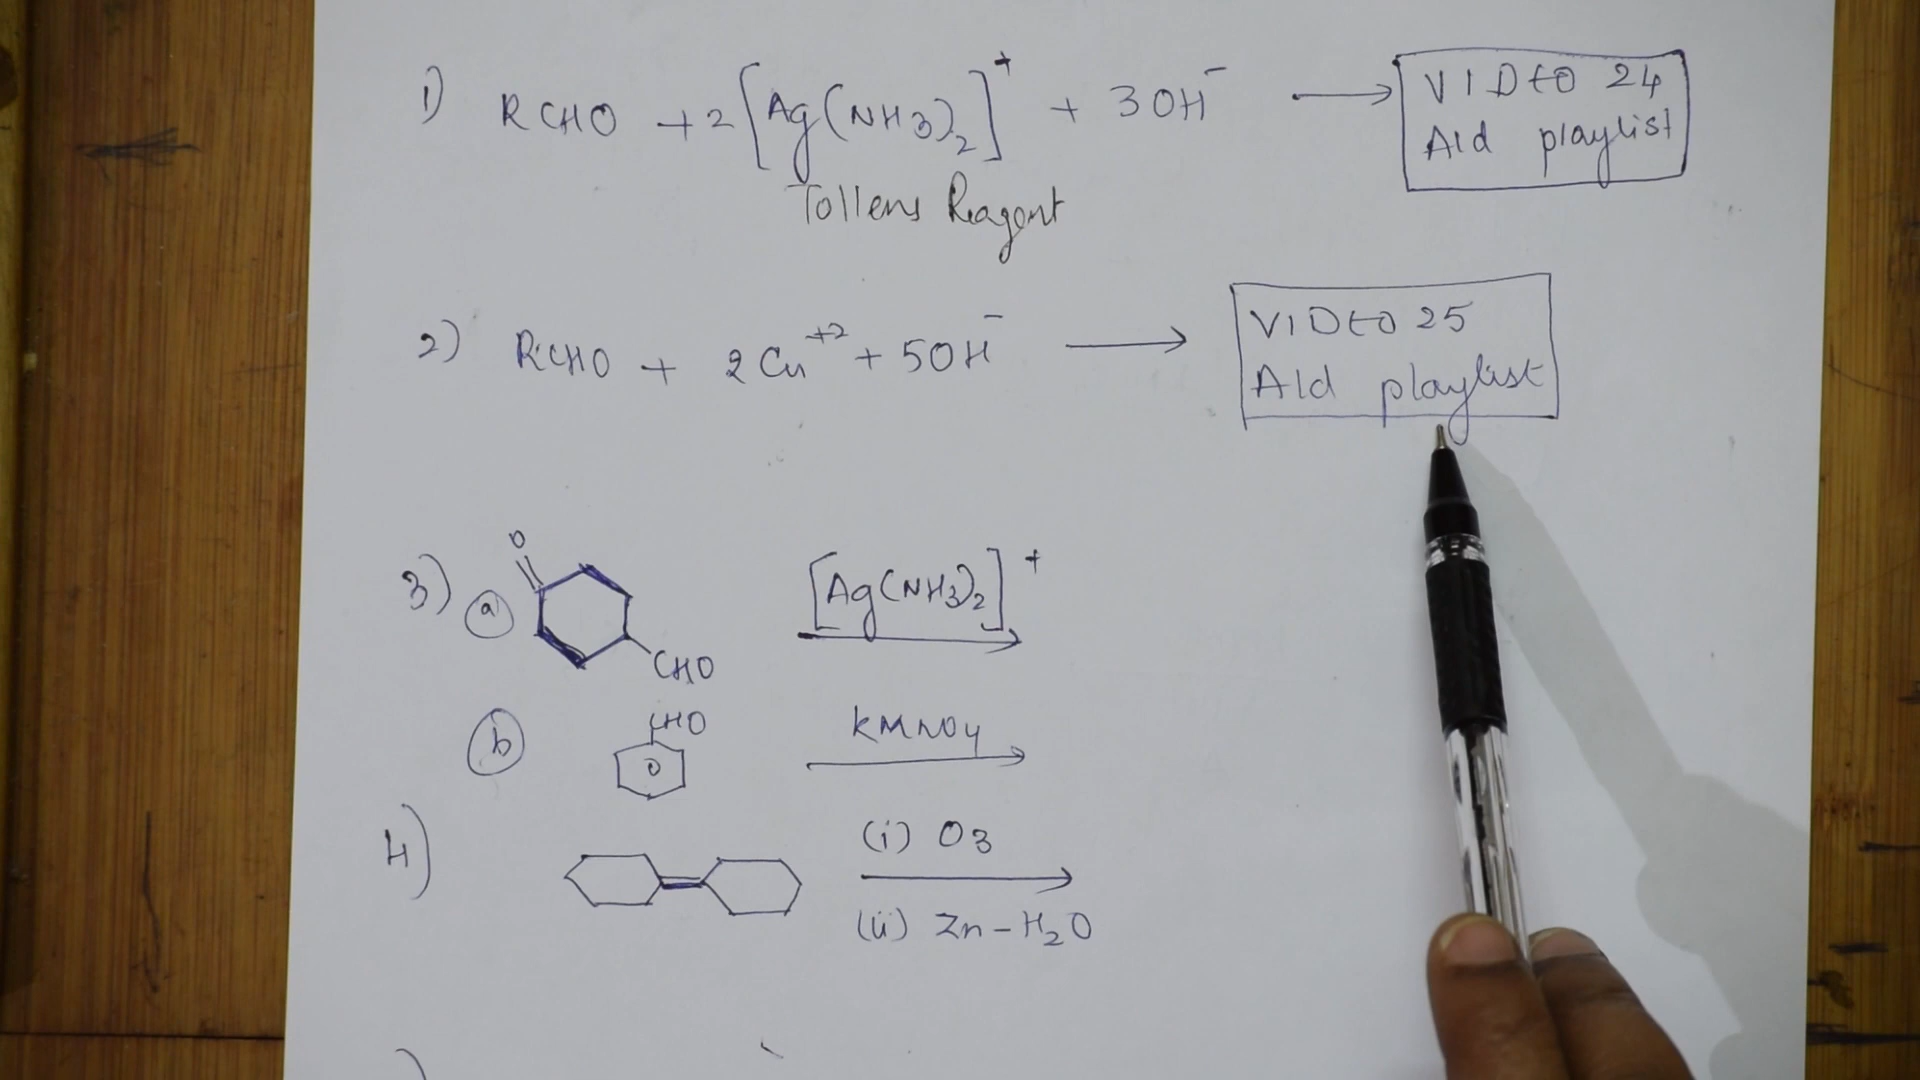 1) RCHO + 2[Ag(NH3)2]+ + 3OH− → VIDEO 24
Ald playlist
Tollens Reagent
2) RCHO + 2Cu+2 + 5OH− → VIDEO 25
Ald playlist
3) a O CHO [Ag(NH3)2]+
b CHO KMNO4
4) (i) O3
(ii) Zn-H2O